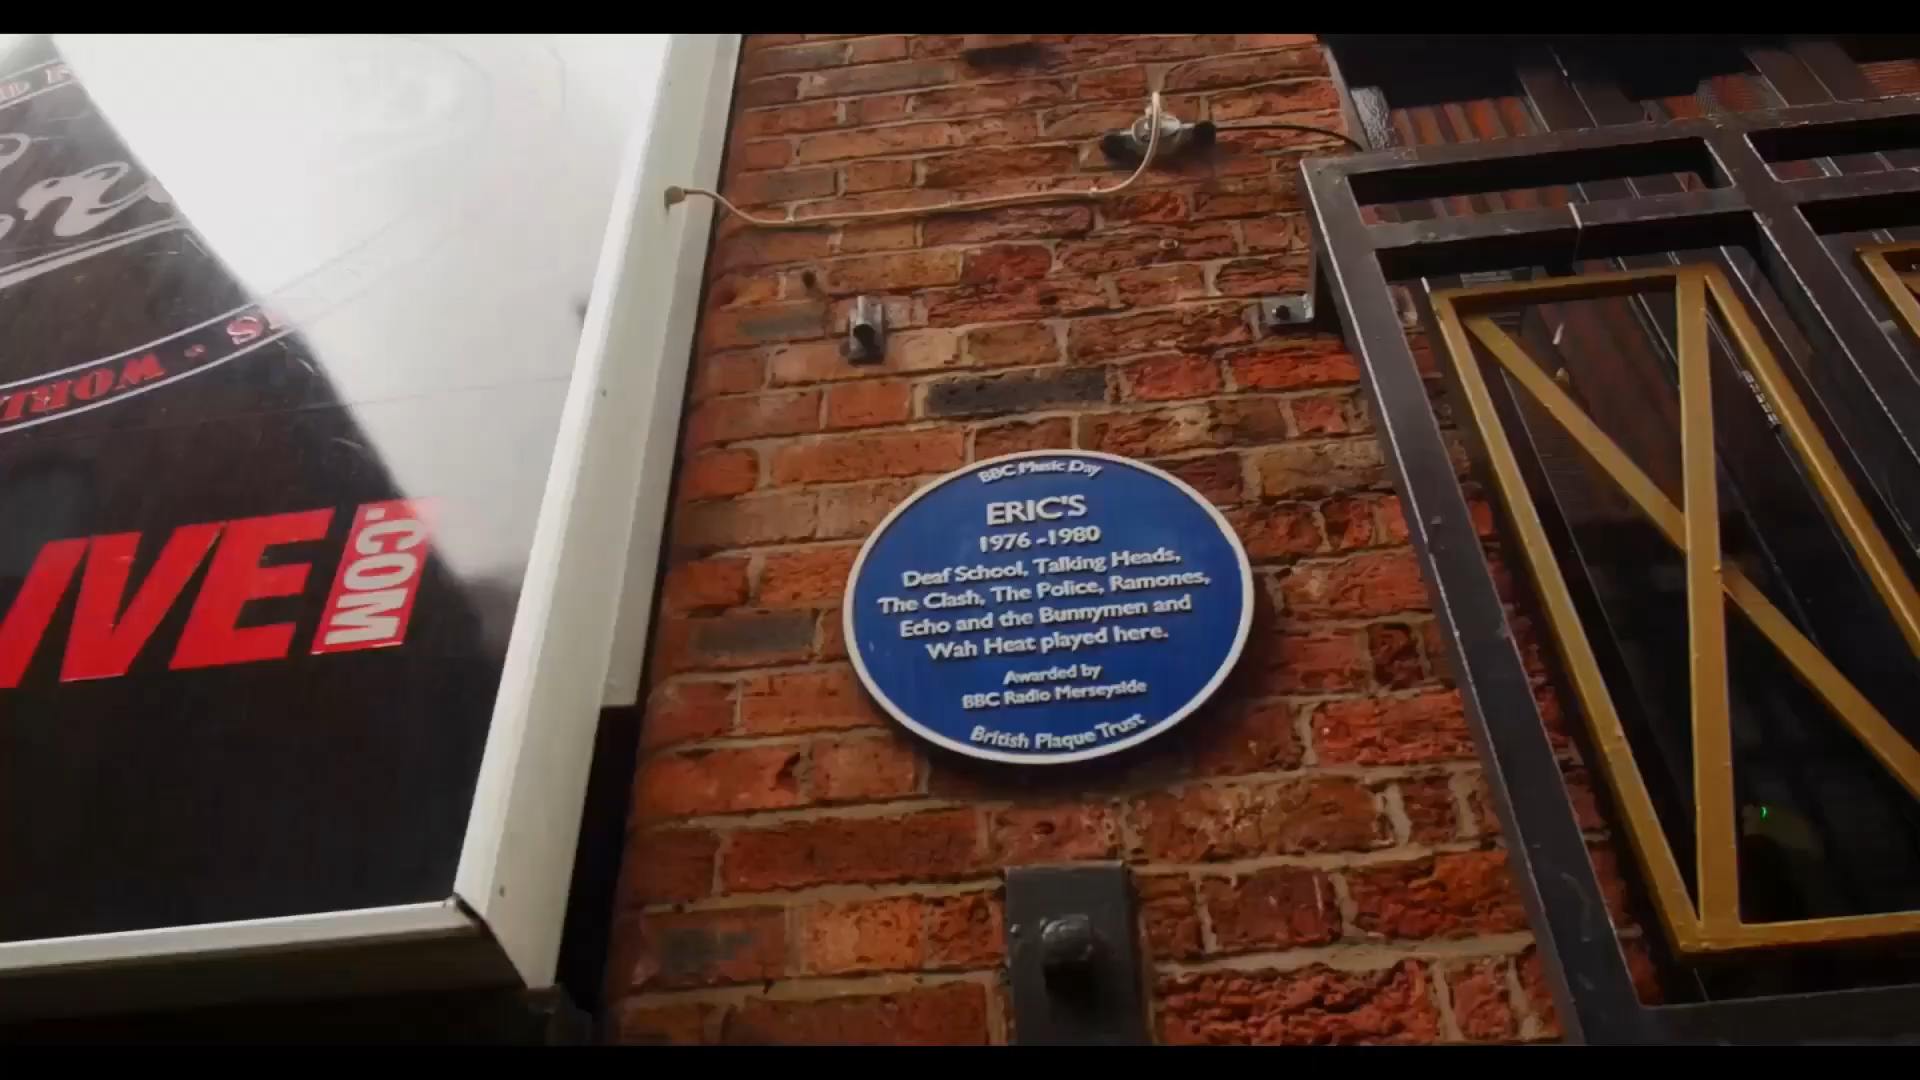 IVE
.COM
BBC Music Day
ERIC'S
1976 -1980
Deaf School, Talking Heads,
The Clash, The Police, Ramones,
Echo and the Bunnymen and
Wah Heat played here.
Awarded by
BBC Radio Merseyside
British Plaque Trust